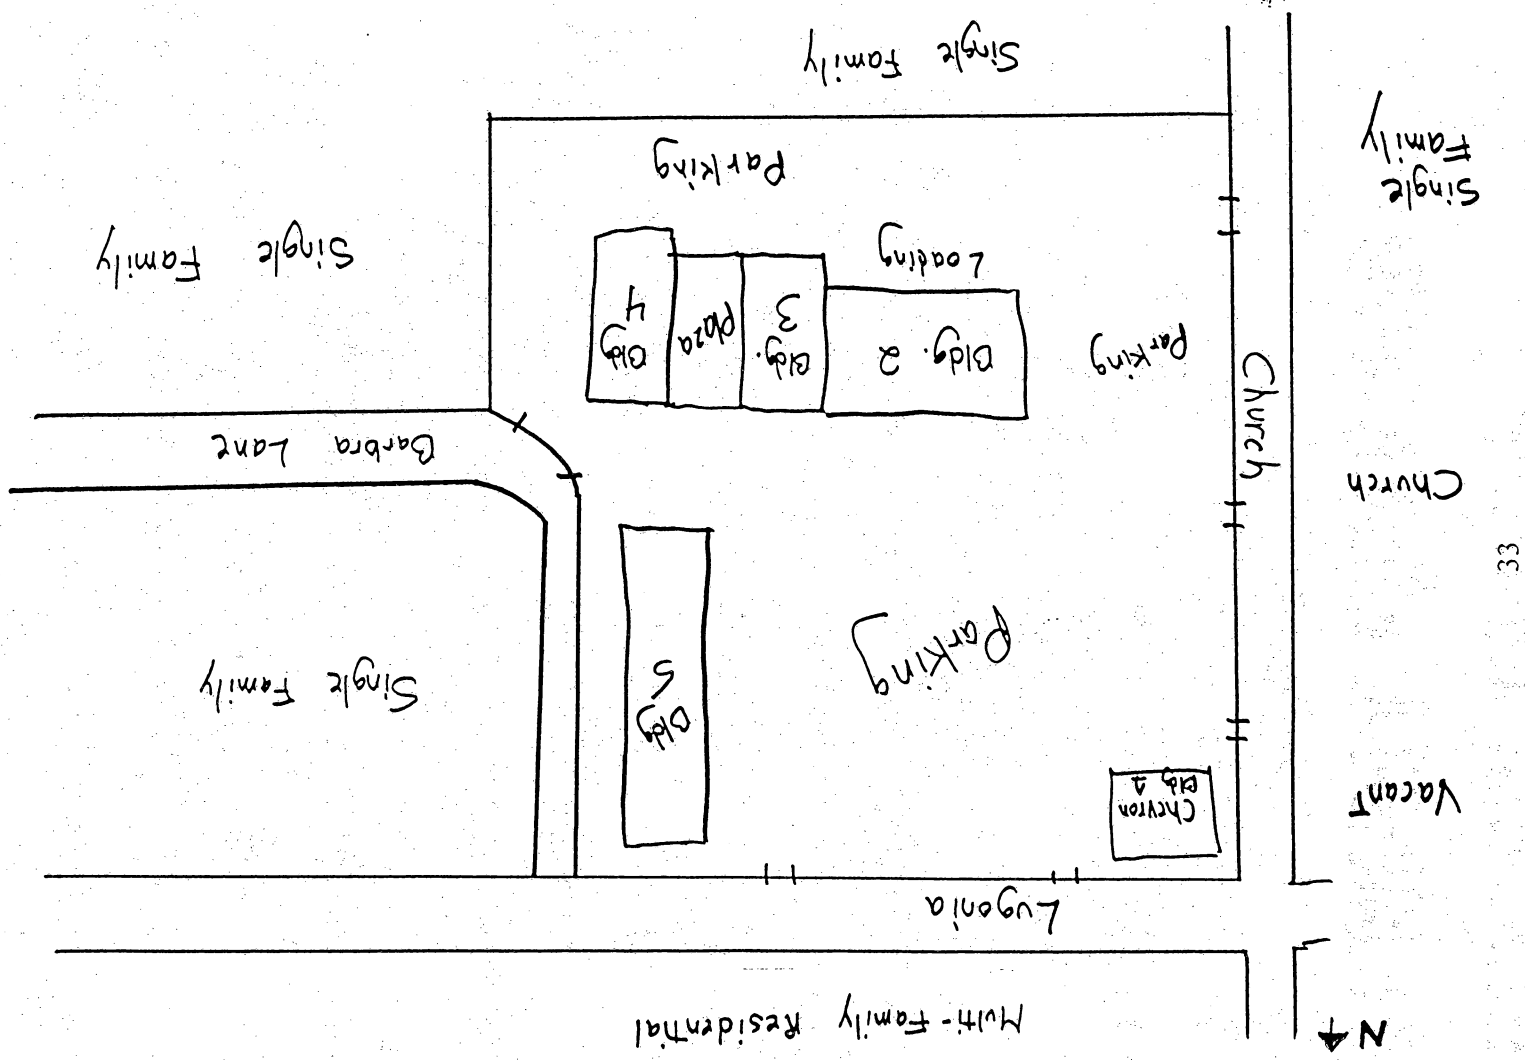 N
Multi-Family Residential
Lugonia
Vacant
Chevron
Bldg 1
Bldg
5
Single Family
Parking
33
Church
Church
Barbra Lane
Parking
Bldg. 2
Bldg.
3
Plaza
Bldg
4
Loading
Single Family
Single
Family
Parking
Single Family